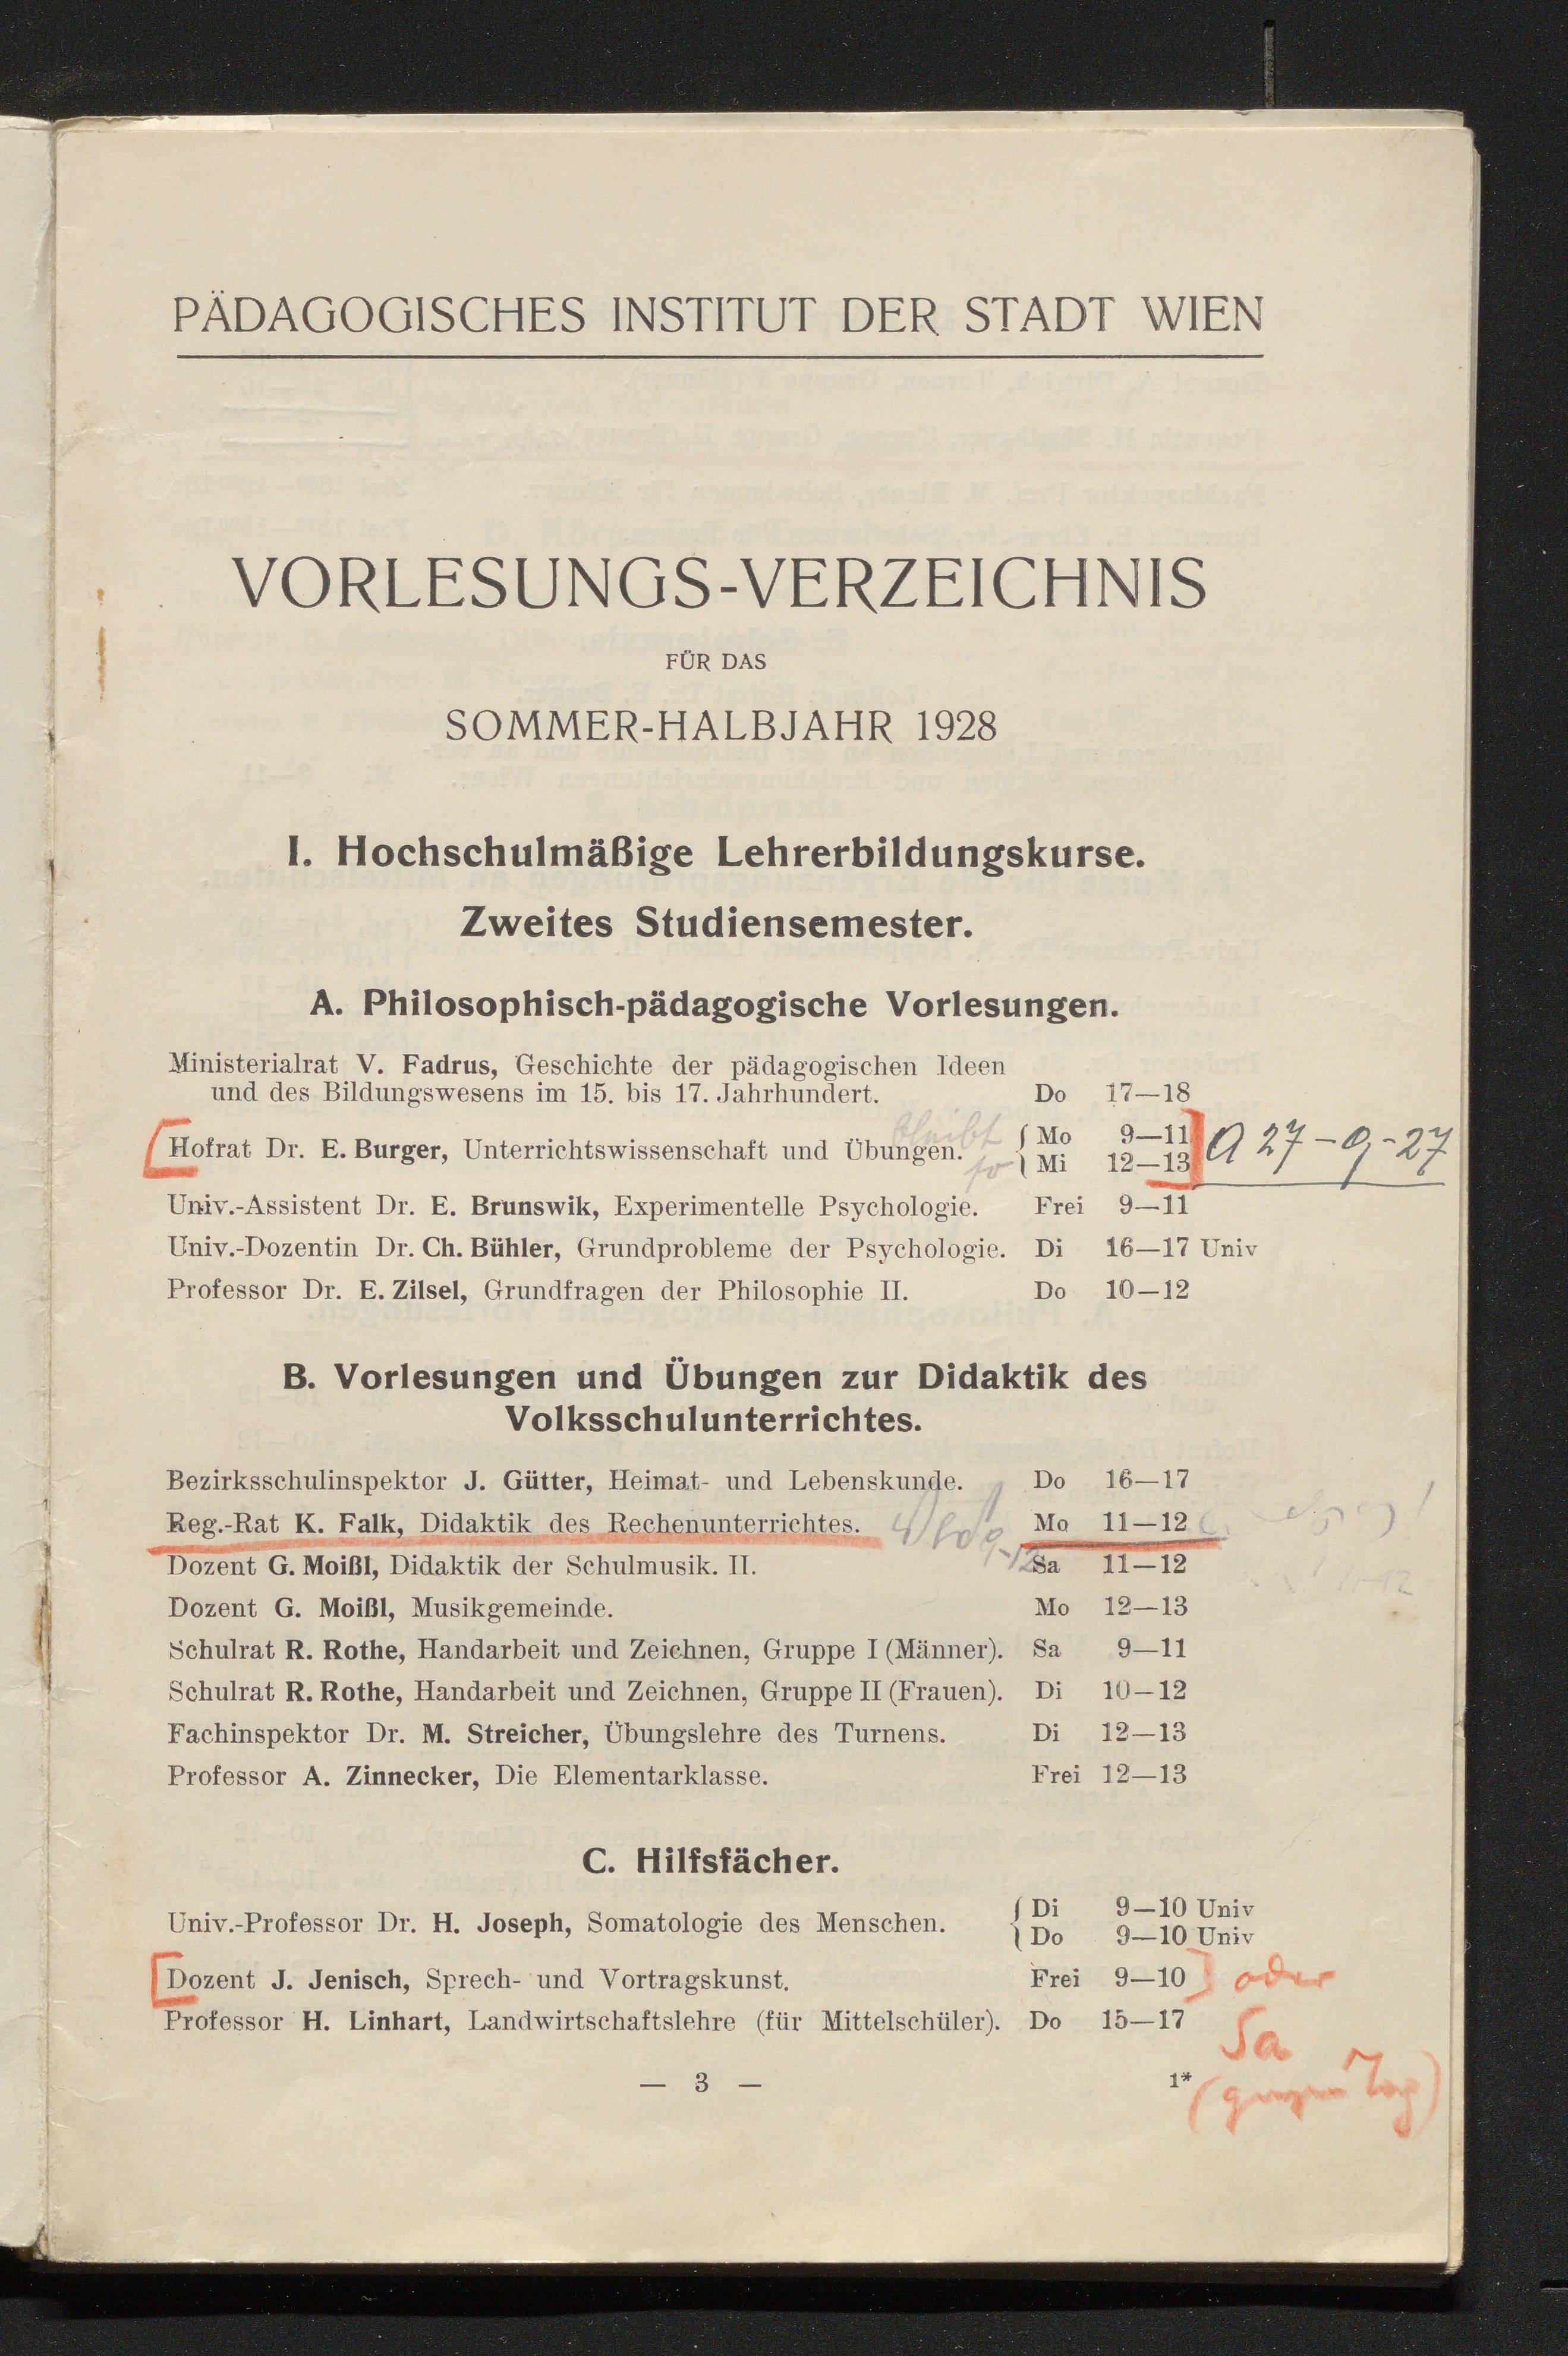 PÄDAGOGISCHES INSTITUT DER STADT WIEN
VORLESUNGS-VERZEICHNIS
FÜR DAS
SOMMER-HALBJAHR 1928
I. Hochschulmäßige Lehrerbildungskurse.
Zweites Studiensemester.
A. Philosophisch-pädagogische Vorlesungen.
Ministerialrat V. Fadrus, Geschichte der pädagogischen Ideen
und des Bildungswesens im 15. bis 17. Jahrhundert. Do 17—18
bleibt
Hofrat Dr. E. Burger, Unterrichtswissenschaft und Übungen. { Mo 9—11
so } Mi 12—13
27-9-27
Univ.-Assistent Dr. E. Brunswik, Experimentelle Psychologie. Frei 9—11
Univ.-Dozentin Dr. Ch. Bühler, Grundprobleme der Psychologie. Di 16—17 Univ
Professor Dr. E. Zilsel, Grundfragen der Philosophie II. Do 10—12
B. Vorlesungen und Übungen zur Didaktik des
Volksschulunterrichtes.
Bezirksschulinspektor J. Gütter, Heimat- und Lebenskunde. Do 16—17
Reg.-Rat K. Falk, Didaktik des Rechenunterrichtes. Mo 11—12
Dozent G. Moißl, Didaktik der Schulmusik. II. Sa 11—12
Dozent G. Moißl, Musikgemeinde. Mo 12—13
Schulrat R. Rothe, Handarbeit und Zeichnen, Gruppe I (Männer). Sa 9—11
Schulrat R. Rothe, Handarbeit und Zeichnen, Gruppe II (Frauen). Di 10—12
Fachinspektor Dr. M. Streicher, Übungslehre des Turnens. Di 12—13
Professor A. Zinnecker, Die Elementarklasse. Frei 12—13
C. Hilfsfächer.
Univ.-Professor Dr. H. Joseph, Somatologie des Menschen. { Di 9—10 Univ
} Do 9—10 Univ
Dozent J. Jenisch, Sprech- und Vortragskunst. Frei 9—10 oder
Professor H. Linhart, Landwirtschaftslehre (für Mittelschüler). Do 15—17
Sa
(ganzen Tag)
— 3 — 1*